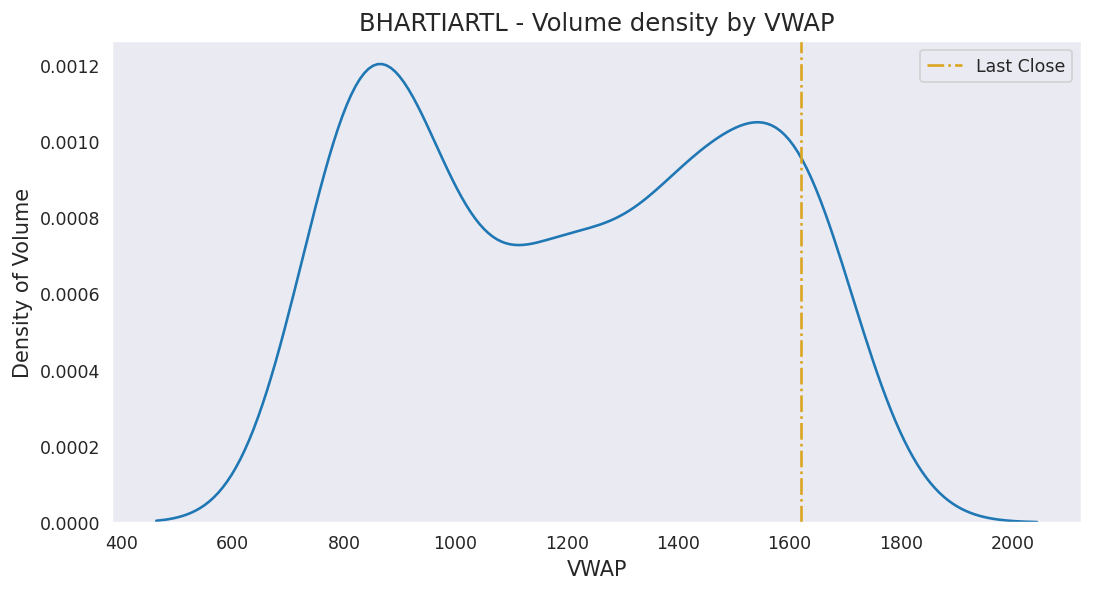 BHARTIARTL - Volume density by VWAP
Last Close
Density of Volume
0.0012
0.0010
0.0008
0.0006
0.0004
0.0002
0.0000
400 600 800 1000 1200 1400 1600 1800 2000
VWAP